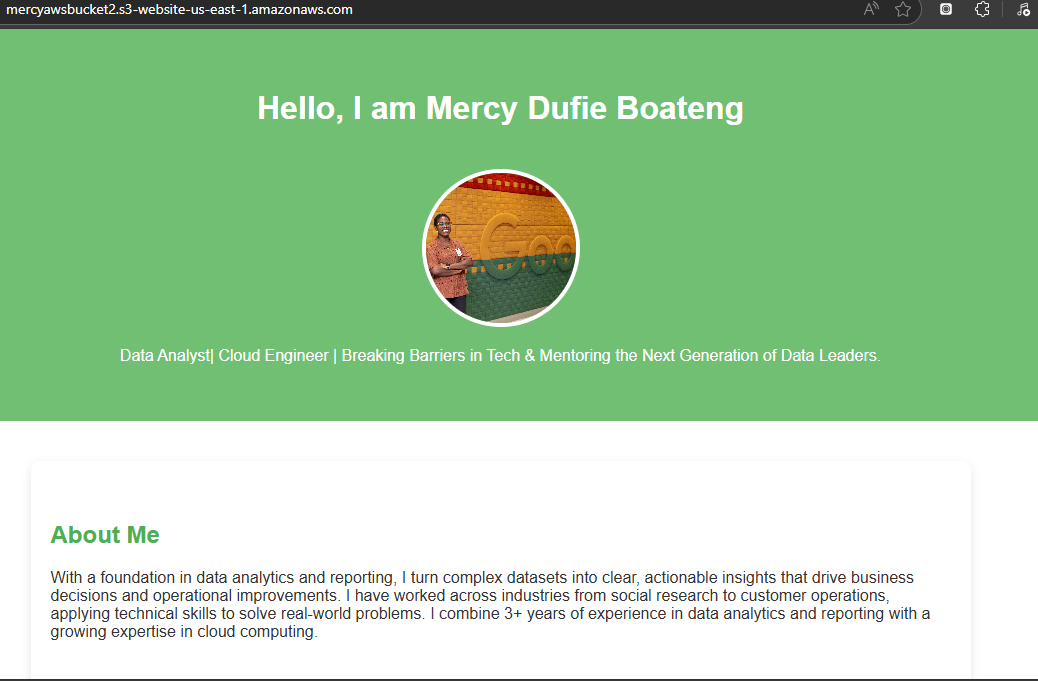 mercyawsbucket2.s3-website-us-east-1.amazonaws.com
Hello, I am Mercy Dufie Boateng
Goo
Data Analyst| Cloud Engineer | Breaking Barriers in Tech & Mentoring the Next Generation of Data Leaders.
About Me
With a foundation in data analytics and reporting, I turn complex datasets into clear, actionable insights that drive business
decisions and operational improvements. I have worked across industries from social research to customer operations,
applying technical skills to solve real-world problems. I combine 3+ years of experience in data analytics and reporting with a
growing expertise in cloud computing.